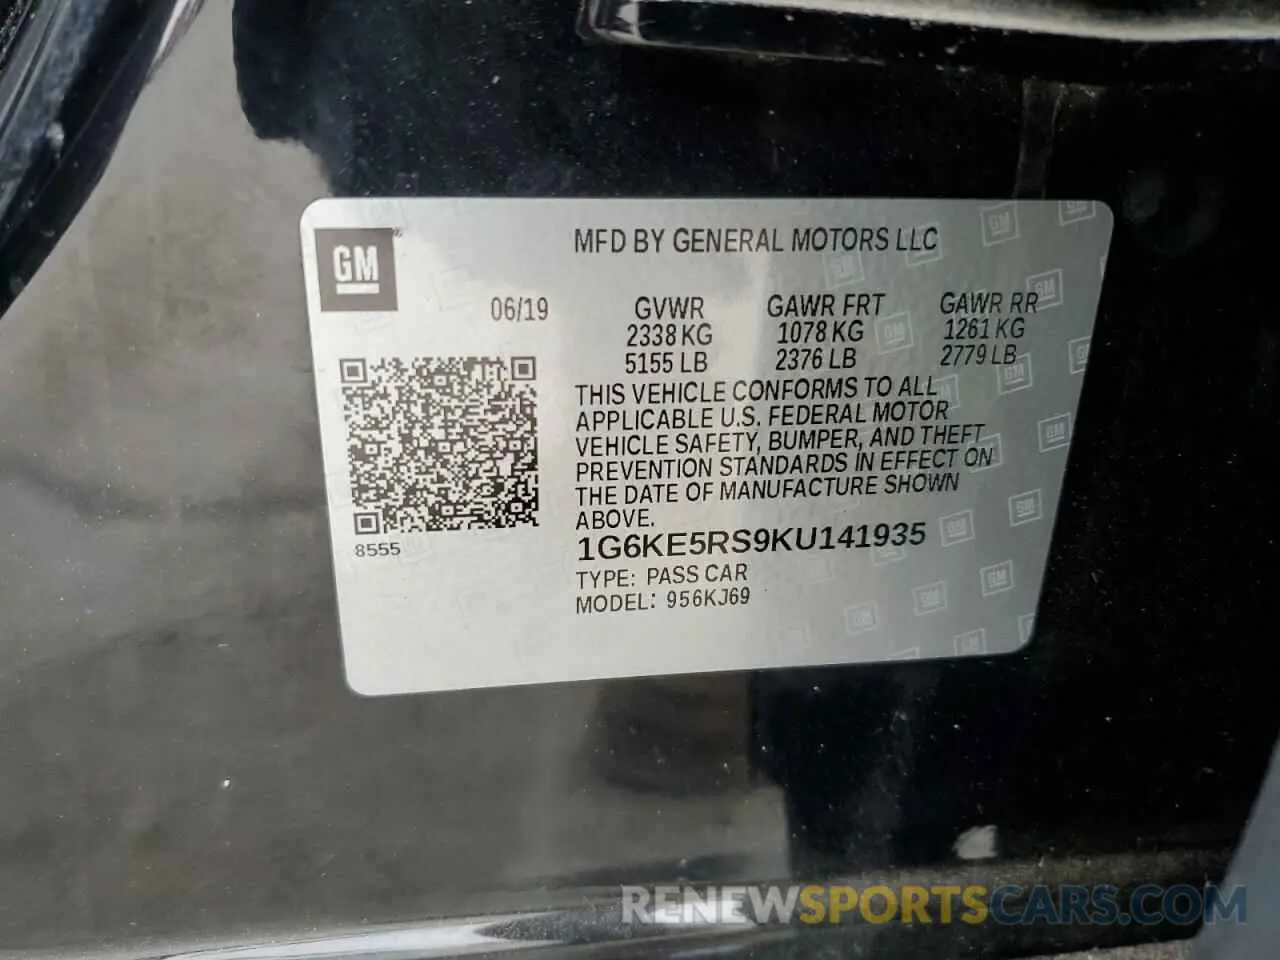 MFD BY GENERAL MOTORS LLC
GM
06/19
GVWR
2338 KG
5155 LB
GAWR FRT
1078 KG
2376 LB
GAWR RR
1261 KG
2779 LB
THIS VEHICLE CONFORMS TO ALL
APPLICABLE U.S. FEDERAL MOTOR
VEHICLE SAFETY, BUMPER, AND THEFT
PREVENTION STANDARDS IN EFFECT ON
THE DATE OF MANUFACTURE SHOWN
ABOVE.
8555
1G6KE5RS9KU141935
TYPE: PASS CAR
MODEL: 956KJ69
RENEWSPORTSCARS.COM